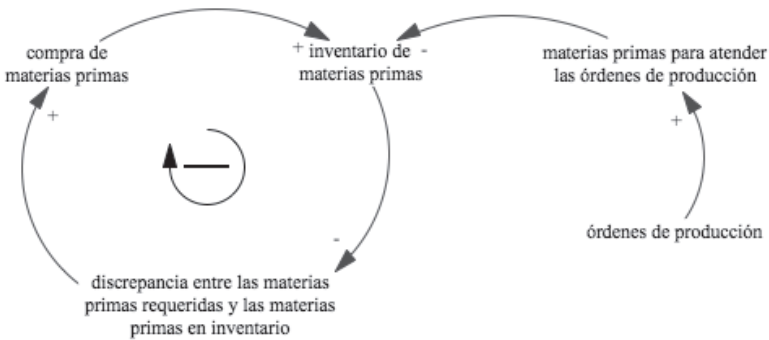 compra de
materias primas
+ inventario de -
materias primas
materias primas para atender
las órdenes de producción
+
+
-
órdenes de producción
discrepancia entre las materias
primas requeridas y las materias
primas en inventario